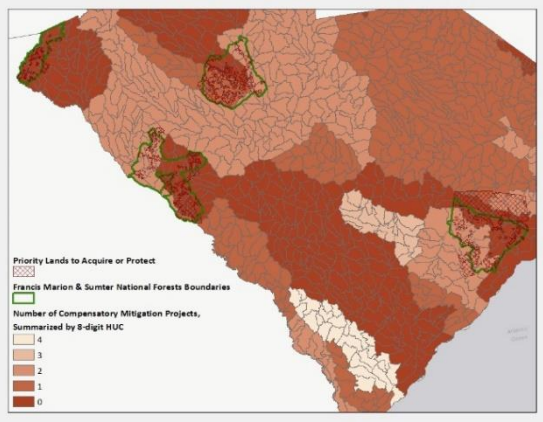 Priority Lands to Acquire or Protect
Francis Marion & Sumter National Forests Boundaries
Number of Compensatory Mitigation Projects,
Summarized by 8-digit HUC
4
3
2
1
0